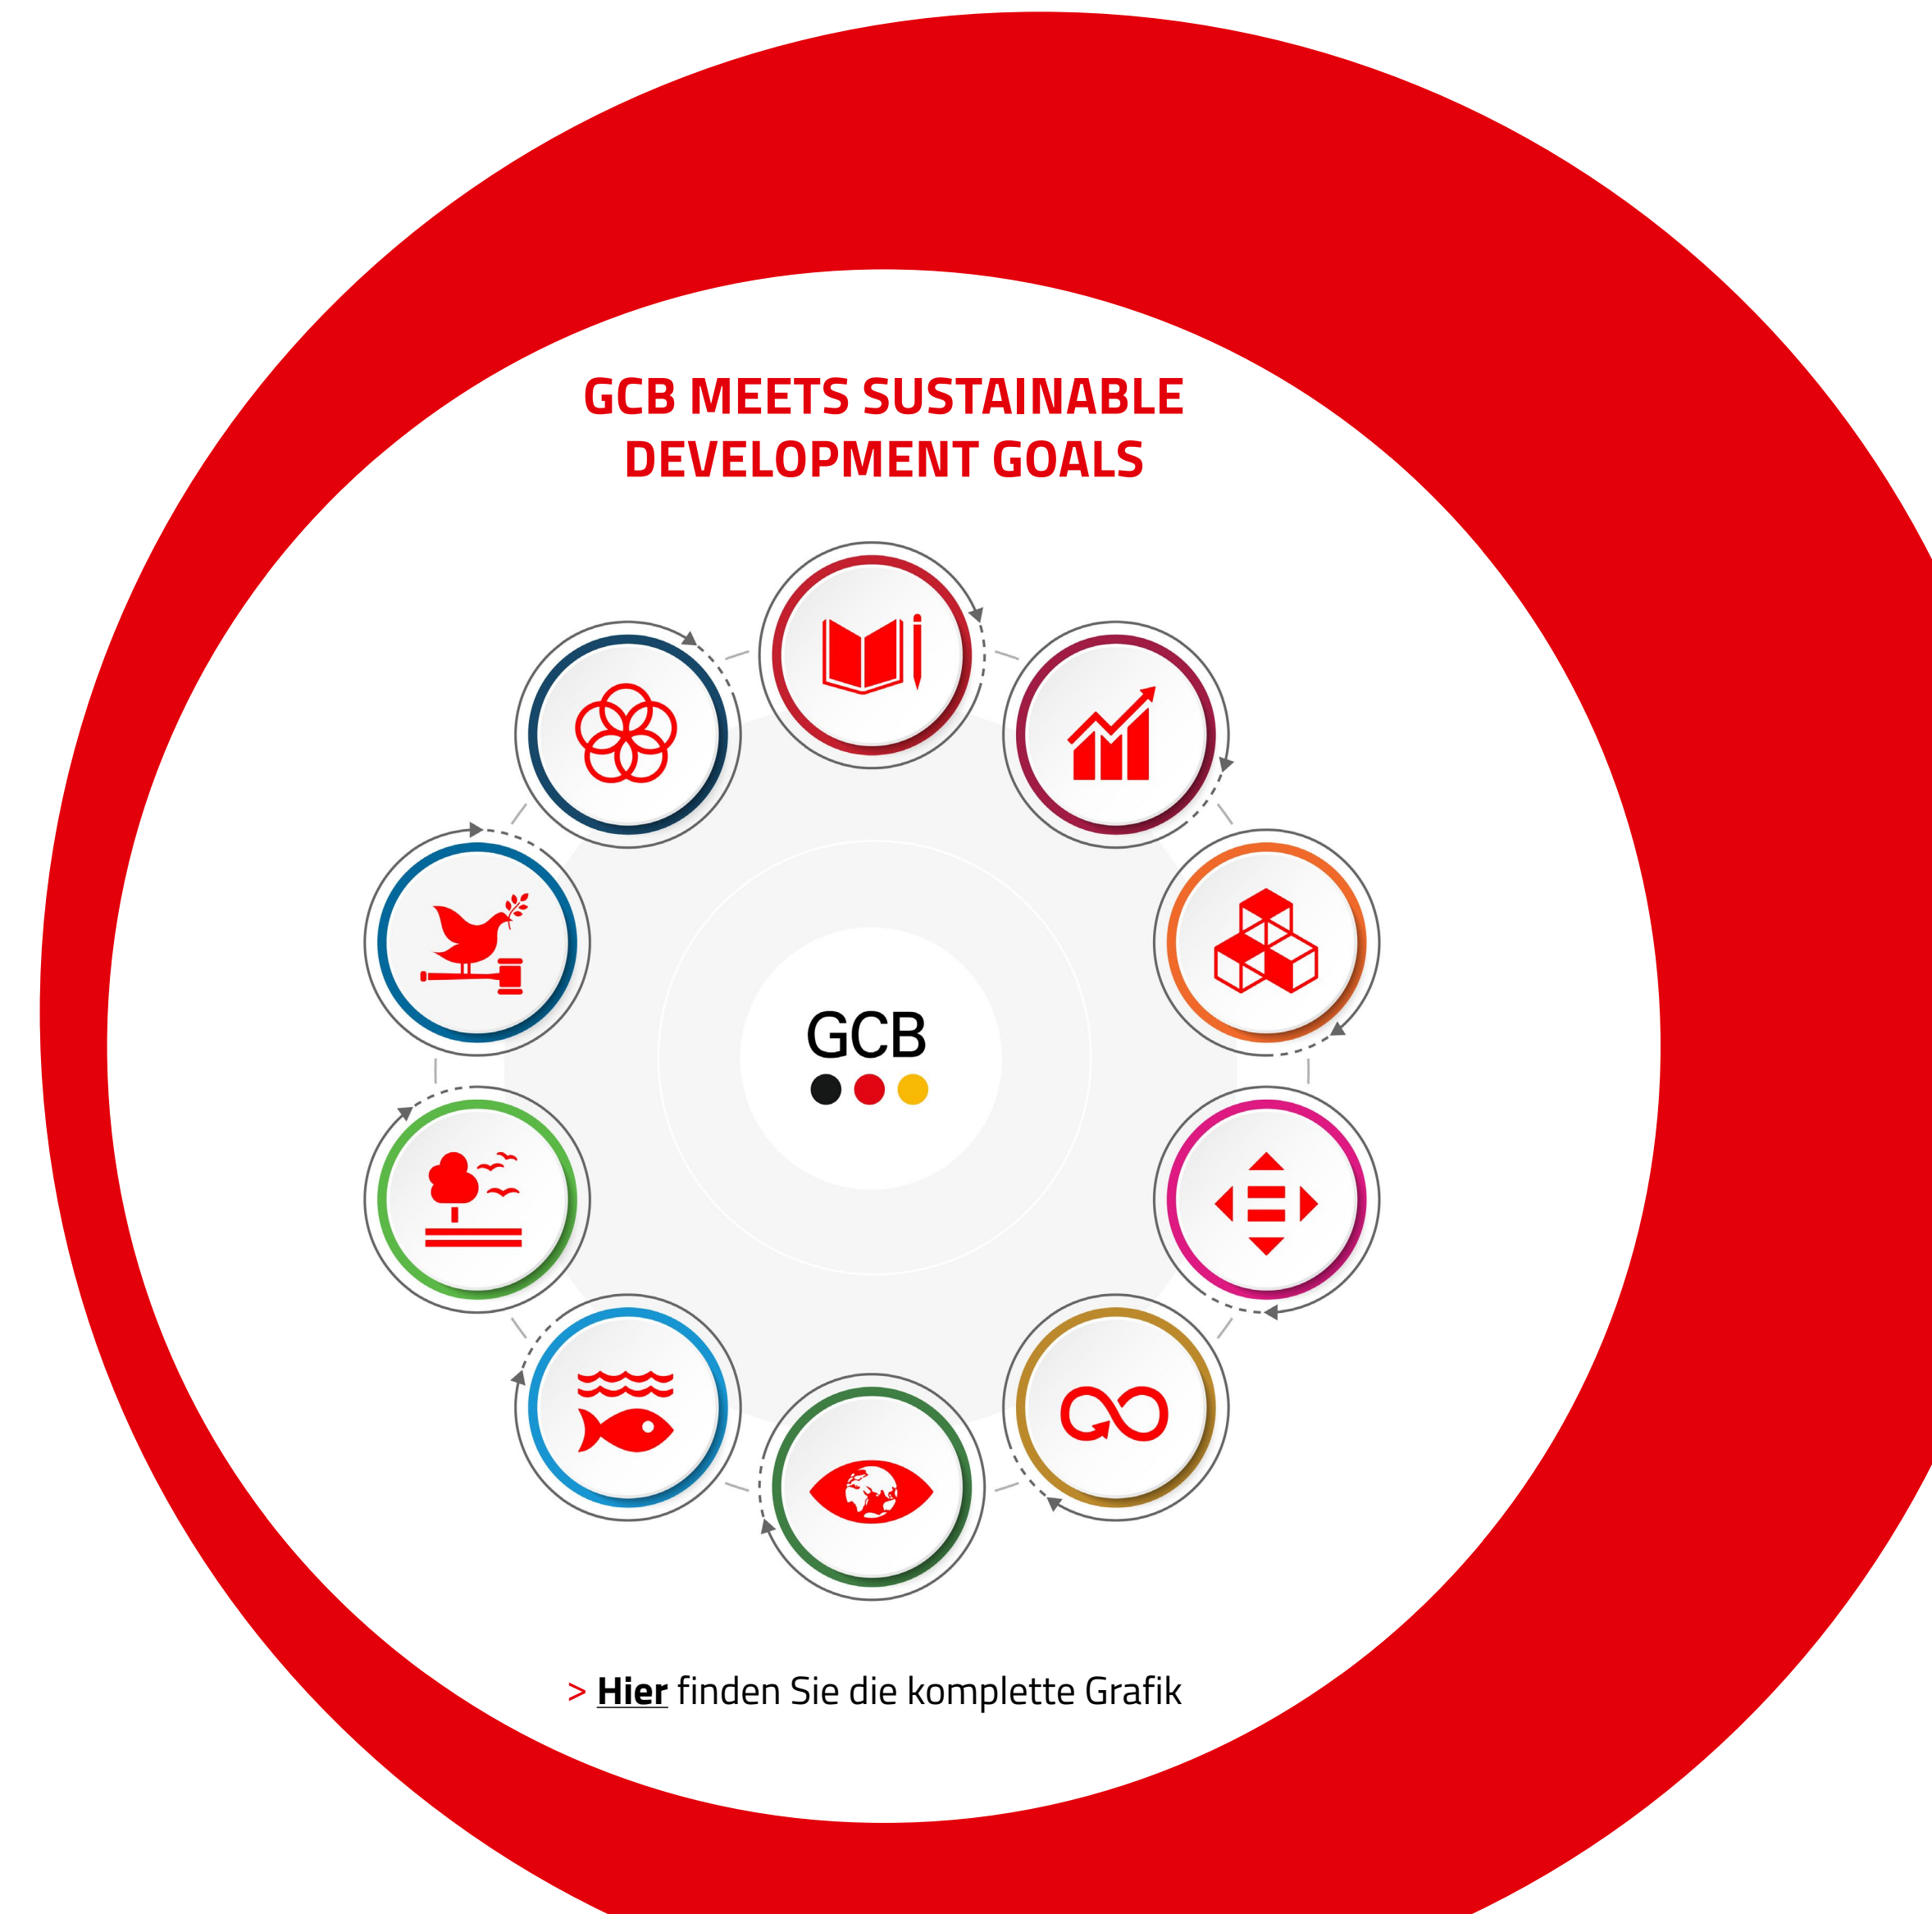 GCB MEETS SUSTAINABLE
DEVELOPMENT GOALS
GCB
> Hier finden Sie die komplette Grafik